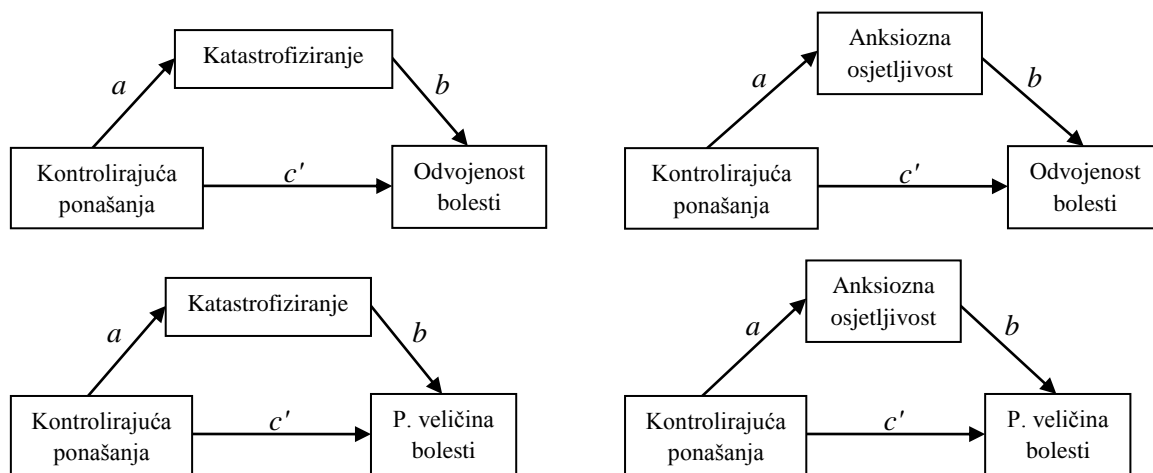 Katastrofiziranje
a
b
Kontrolirajuća
ponašanja
c'
Odvojenost
bolesti
Anksiozna
osjetljivost
a
b
Kontrolirajuća
ponašanja
c'
Odvojenost
bolesti
Katastrofiziranje
a
b
Kontrolirajuća
ponašanja
c'
P. veličina
bolesti
Anksiozna
osjetljivost
a
b
Kontrolirajuća
ponašanja
c'
P. veličina
bolesti